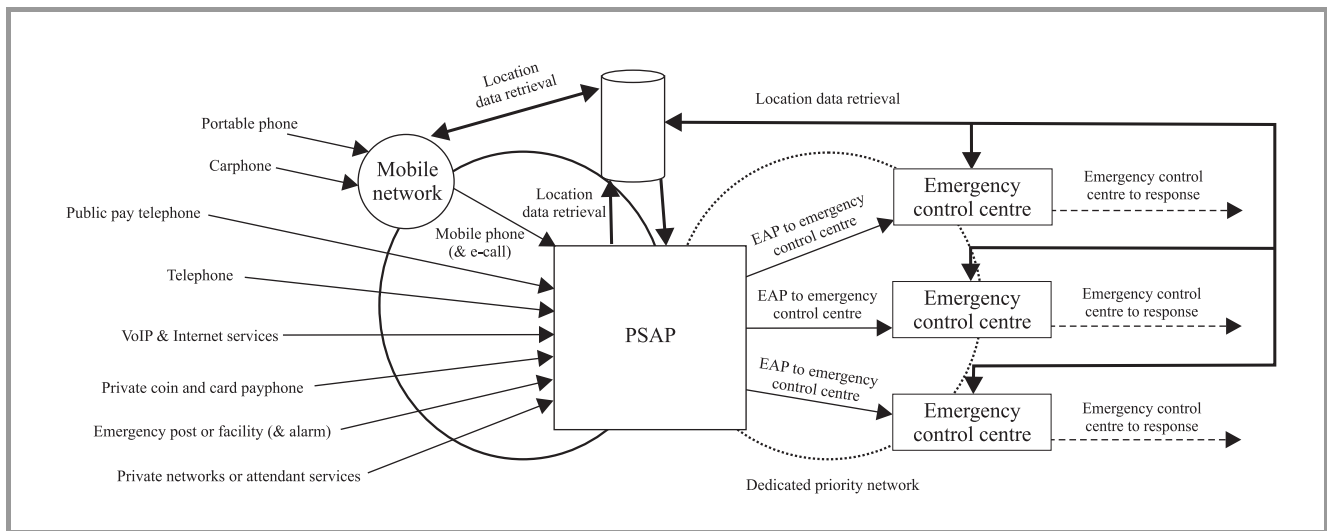 Location
data retrieval
Location data retrieval
Portable phone
Carphone
Mobile
network
Public pay telephone
Location
data retrieval
Mobile phone
(& e-call)
Telephone
VoIP & Internet services
Private coin and card payphone
Emergency post or facility (& alarm)
Private networks or attendant services
PSAP
EAP to emergency
control centre
EAP to emergency
control centre
EAP to emergency
control centre
Emergency
control centre
Emergency control
centre to response
Emergency
control centre
Emergency control
centre to response
Emergency
control centre
Emergency control
centre to response
Dedicated priority network